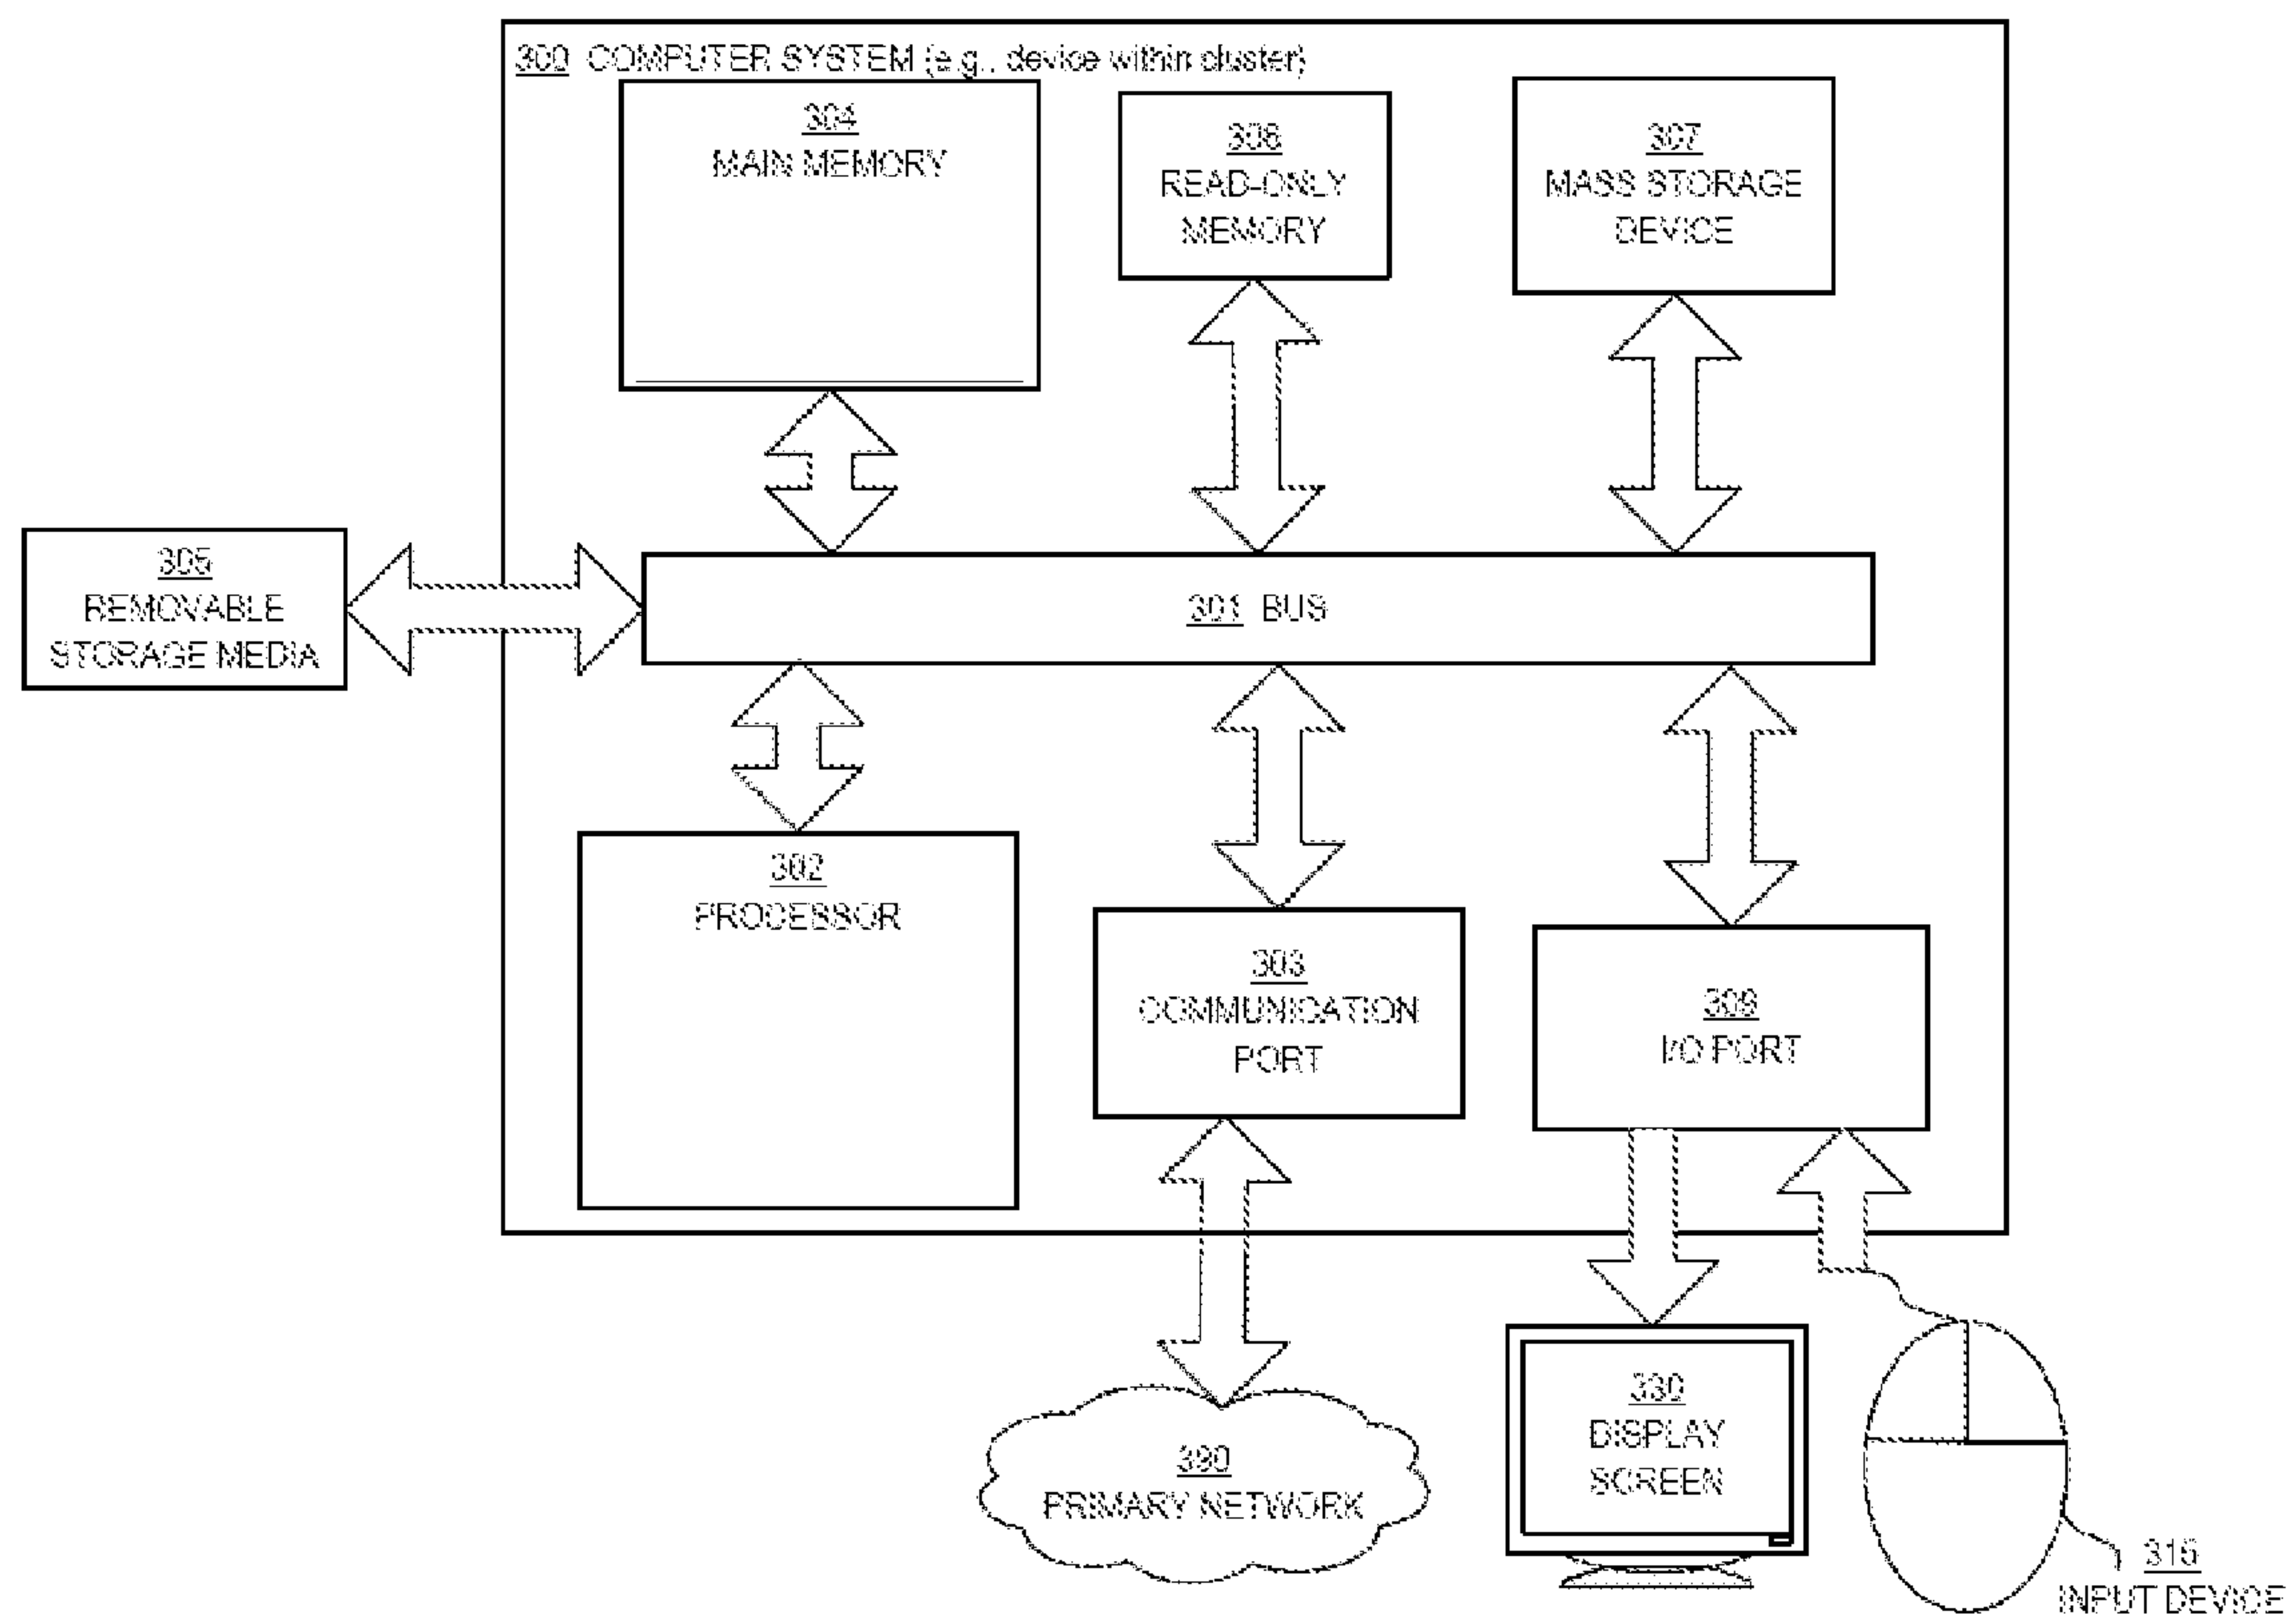 300 COMPUTER SYSTEM (e.g., device within cluster)
304
MAIN MEMORY
306
READ-ONLY
MEMORY
307
MASS STORAGE
DEVICE
305
REMOVABLE
STORAGE MEDIA
301 BUS
302
PROCESSOR
303
COMMUNICATION
PORT
309
I/O PORT
390
PRIMARY NETWORK
330
DISPLAY
SCREEN
315
INPUT DEVICE